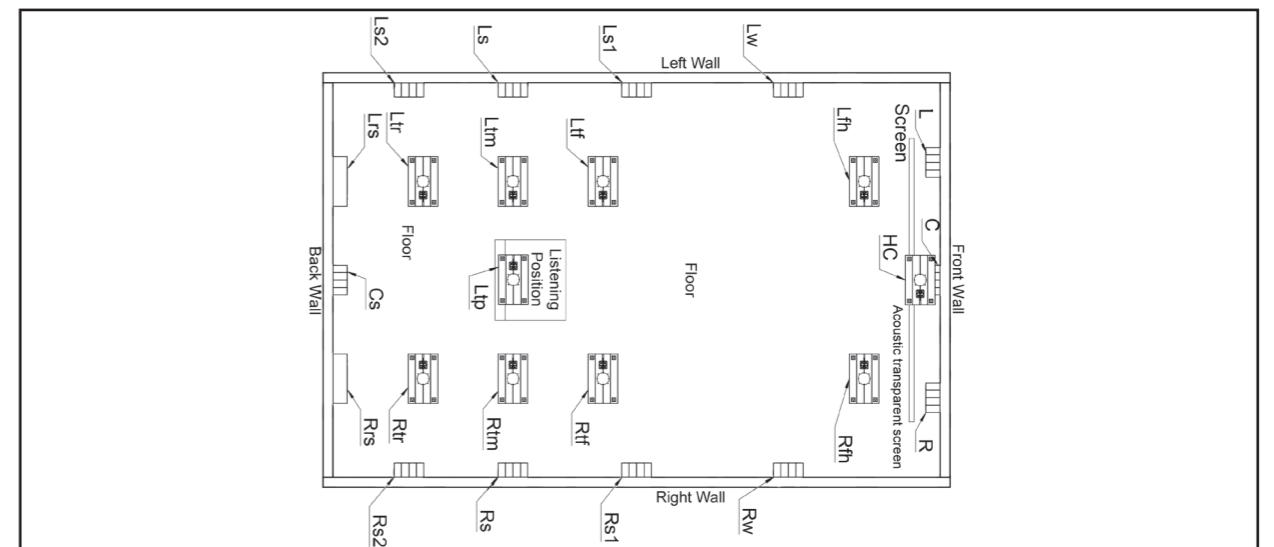 Ls2
Ls
Ls1
Lw
Left Wall
Lrs
Ltr
Ltm
Ltf
Lfh
Screen
L
Floor
Listening
Position
Floor
HC
C
Front Wall
Back Wall
Cs
Ltp
Acoustic transparent screen
Rrs
Rtr
Rtm
Rtf
Rfh
R
Right Wall
Rs2
Rs
Rs1
Rw